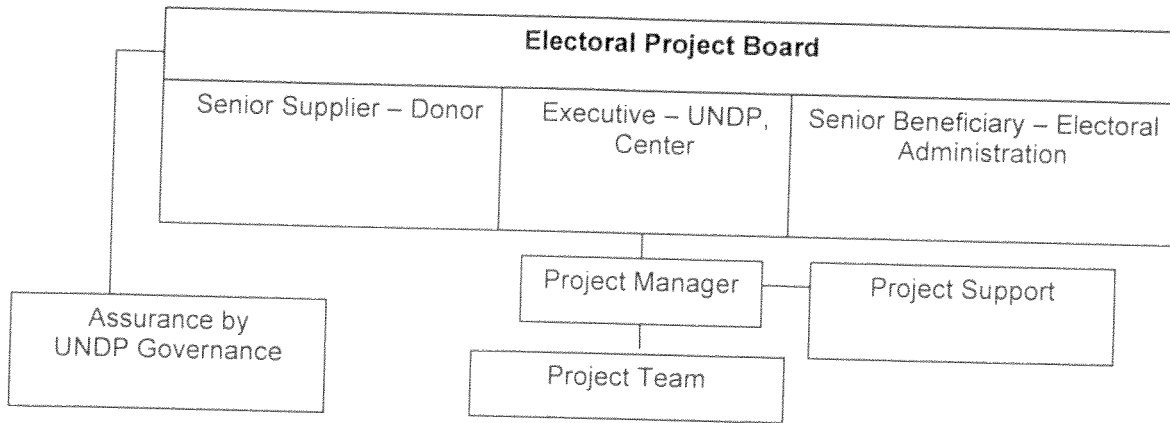 Electoral Project Board
Senior Supplier – Donor
Executive – UNDP,
Center
Senior Beneficiary – Electoral
Administration
Project Manager
Project Support
Assurance by
UNDP Governance
Project Team